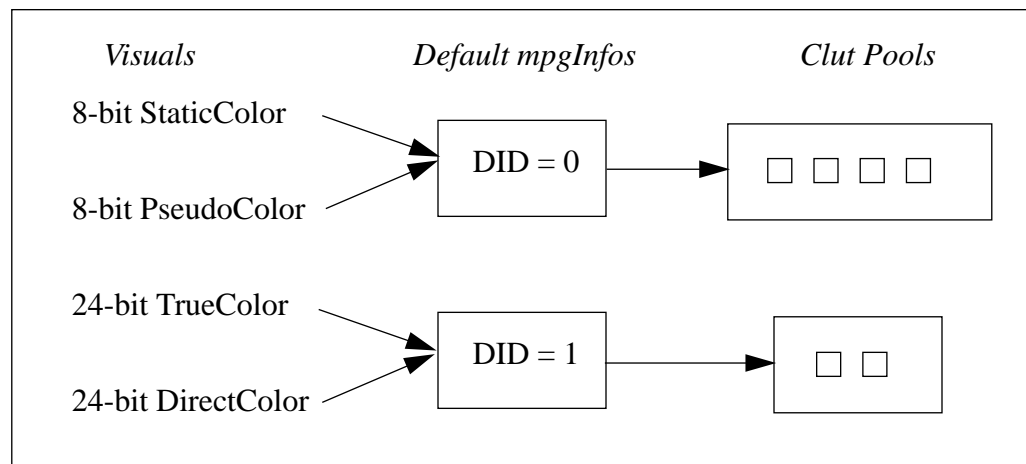 Visuals Default mpgInfos Clut Pools
8-bit StaticColor
DID = 0
8-bit PseudoColor
24-bit TrueColor
DID = 1
24-bit DirectColor